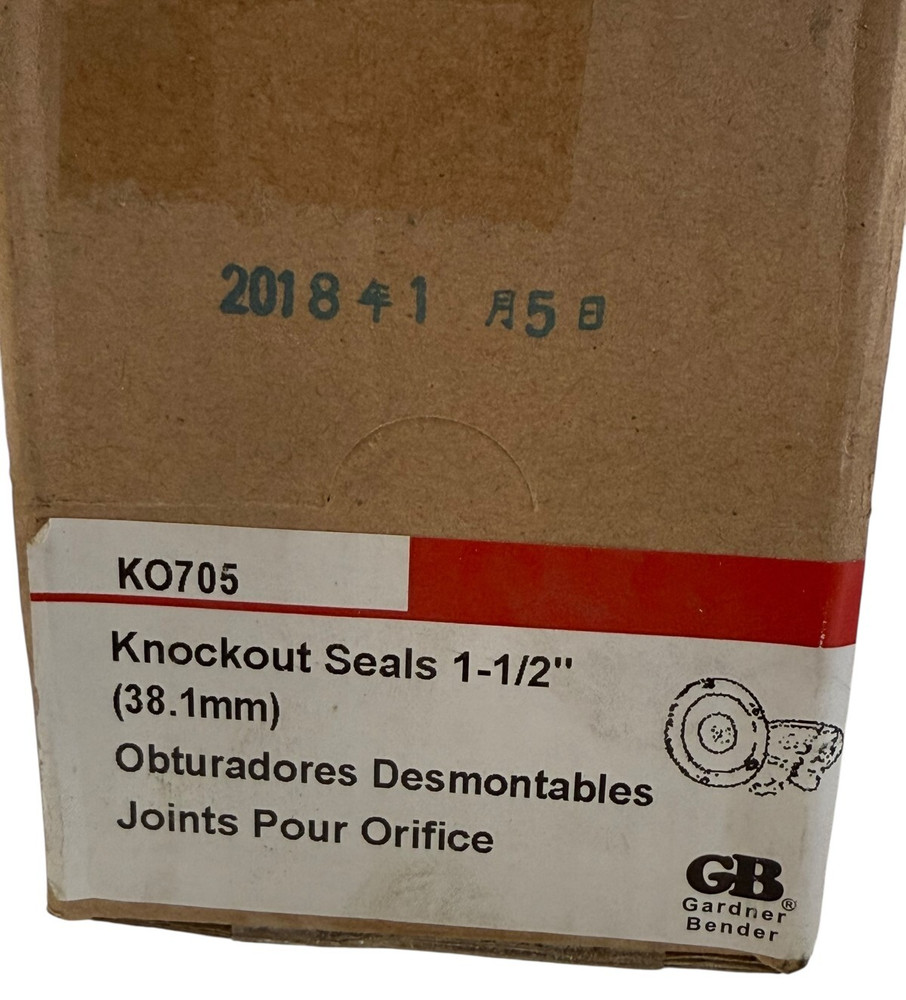 2018年1 月5日
KO705
Knockout Seals 1-1/2"
(38.1mm)
Obturadores Desmontables
Joints Pour Orifice
GB
Gardner
Bender®